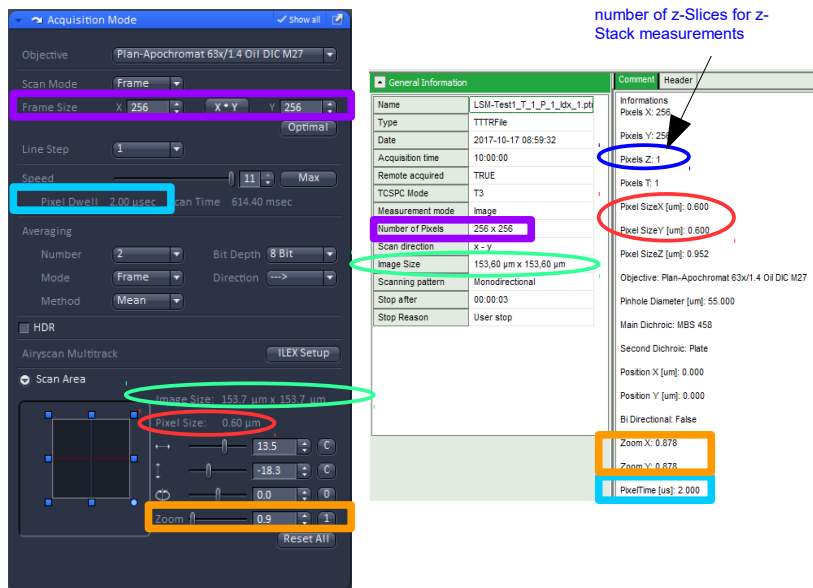 number of z-Slices for z-
Stack measurements
Acquisition Mode
Show all
Objective Plan-Apochromat 63x/1.4 Oil DIC M27
Scan Mode Frame
Frame Size X 256 X * Y Y 256
Optimal
Line Step 1
Speed 11 Max
Pixel Dwell 2.00 µsec Scan Time 614.40 msec
Averaging
Number 2 Bit Depth 8 Bit
Mode Frame Direction --->
Method Mean
HDR
Airyscan Multitrack ILEX Setup
Scan Area
Image Size: 153.7 µm x 153.7 µm
Pixel Size: 0.60 µm
13.5 C
-18.3 C
0.0 0
Zoom 0.9 1
Reset All
General Information
Name LSM-Test1_T_1_P_1_Idx_1.ptu
Type TTTRFile
Date 2017-10-17 08:59:32
Acquisition time 10:00:00
Remote acquired TRUE
TCSPC Mode T3
Measurement mode Image
Number of Pixels 256 x 256
Scan direction x - y
Image Size 153,60 µm x 153,60 µm
Scanning pattern Monodirectional
Stop after 00:00:03
Stop Reason User stop
Comment Header
Informations
Pixels X: 256
Pixels Y: 256
Pixels Z: 1
Pixels T: 1
Pixel SizeX [um]: 0.600
Pixel SizeY [um]: 0.600
Pixel SizeZ [um]: 0.952
Objective: Plan-Apochromat 63x/1.4 Oil DIC M27
Pinhole Diameter [um]: 55.000
Main Dichroic: MBS 458
Second Dichroic: Plate
Position X [um]: 0.000
Position Y [um]: 0.000
Bi Directional: False
Zoom X: 0.878
Zoom Y: 0.878
PixelTime [us]: 2.000